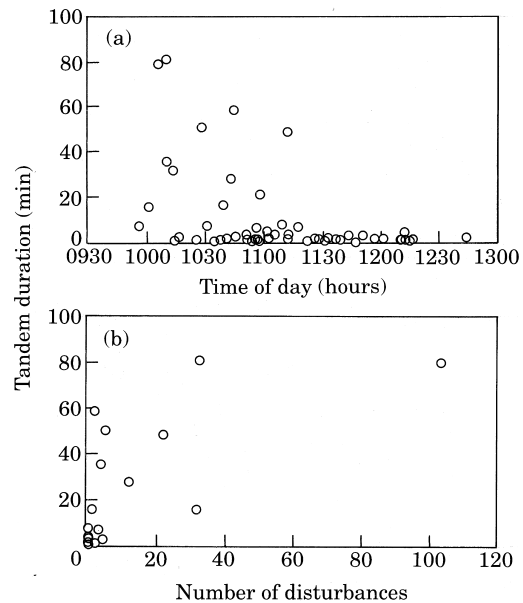 100
(a)
80
60
40
20
0
0930 1000 1030 1100 1130 1200 1230 1300
Time of day (hours)
Tandem duration (min)
100
(b)
80
60
40
20
0 20 40 60 80 100 120
Number of disturbances